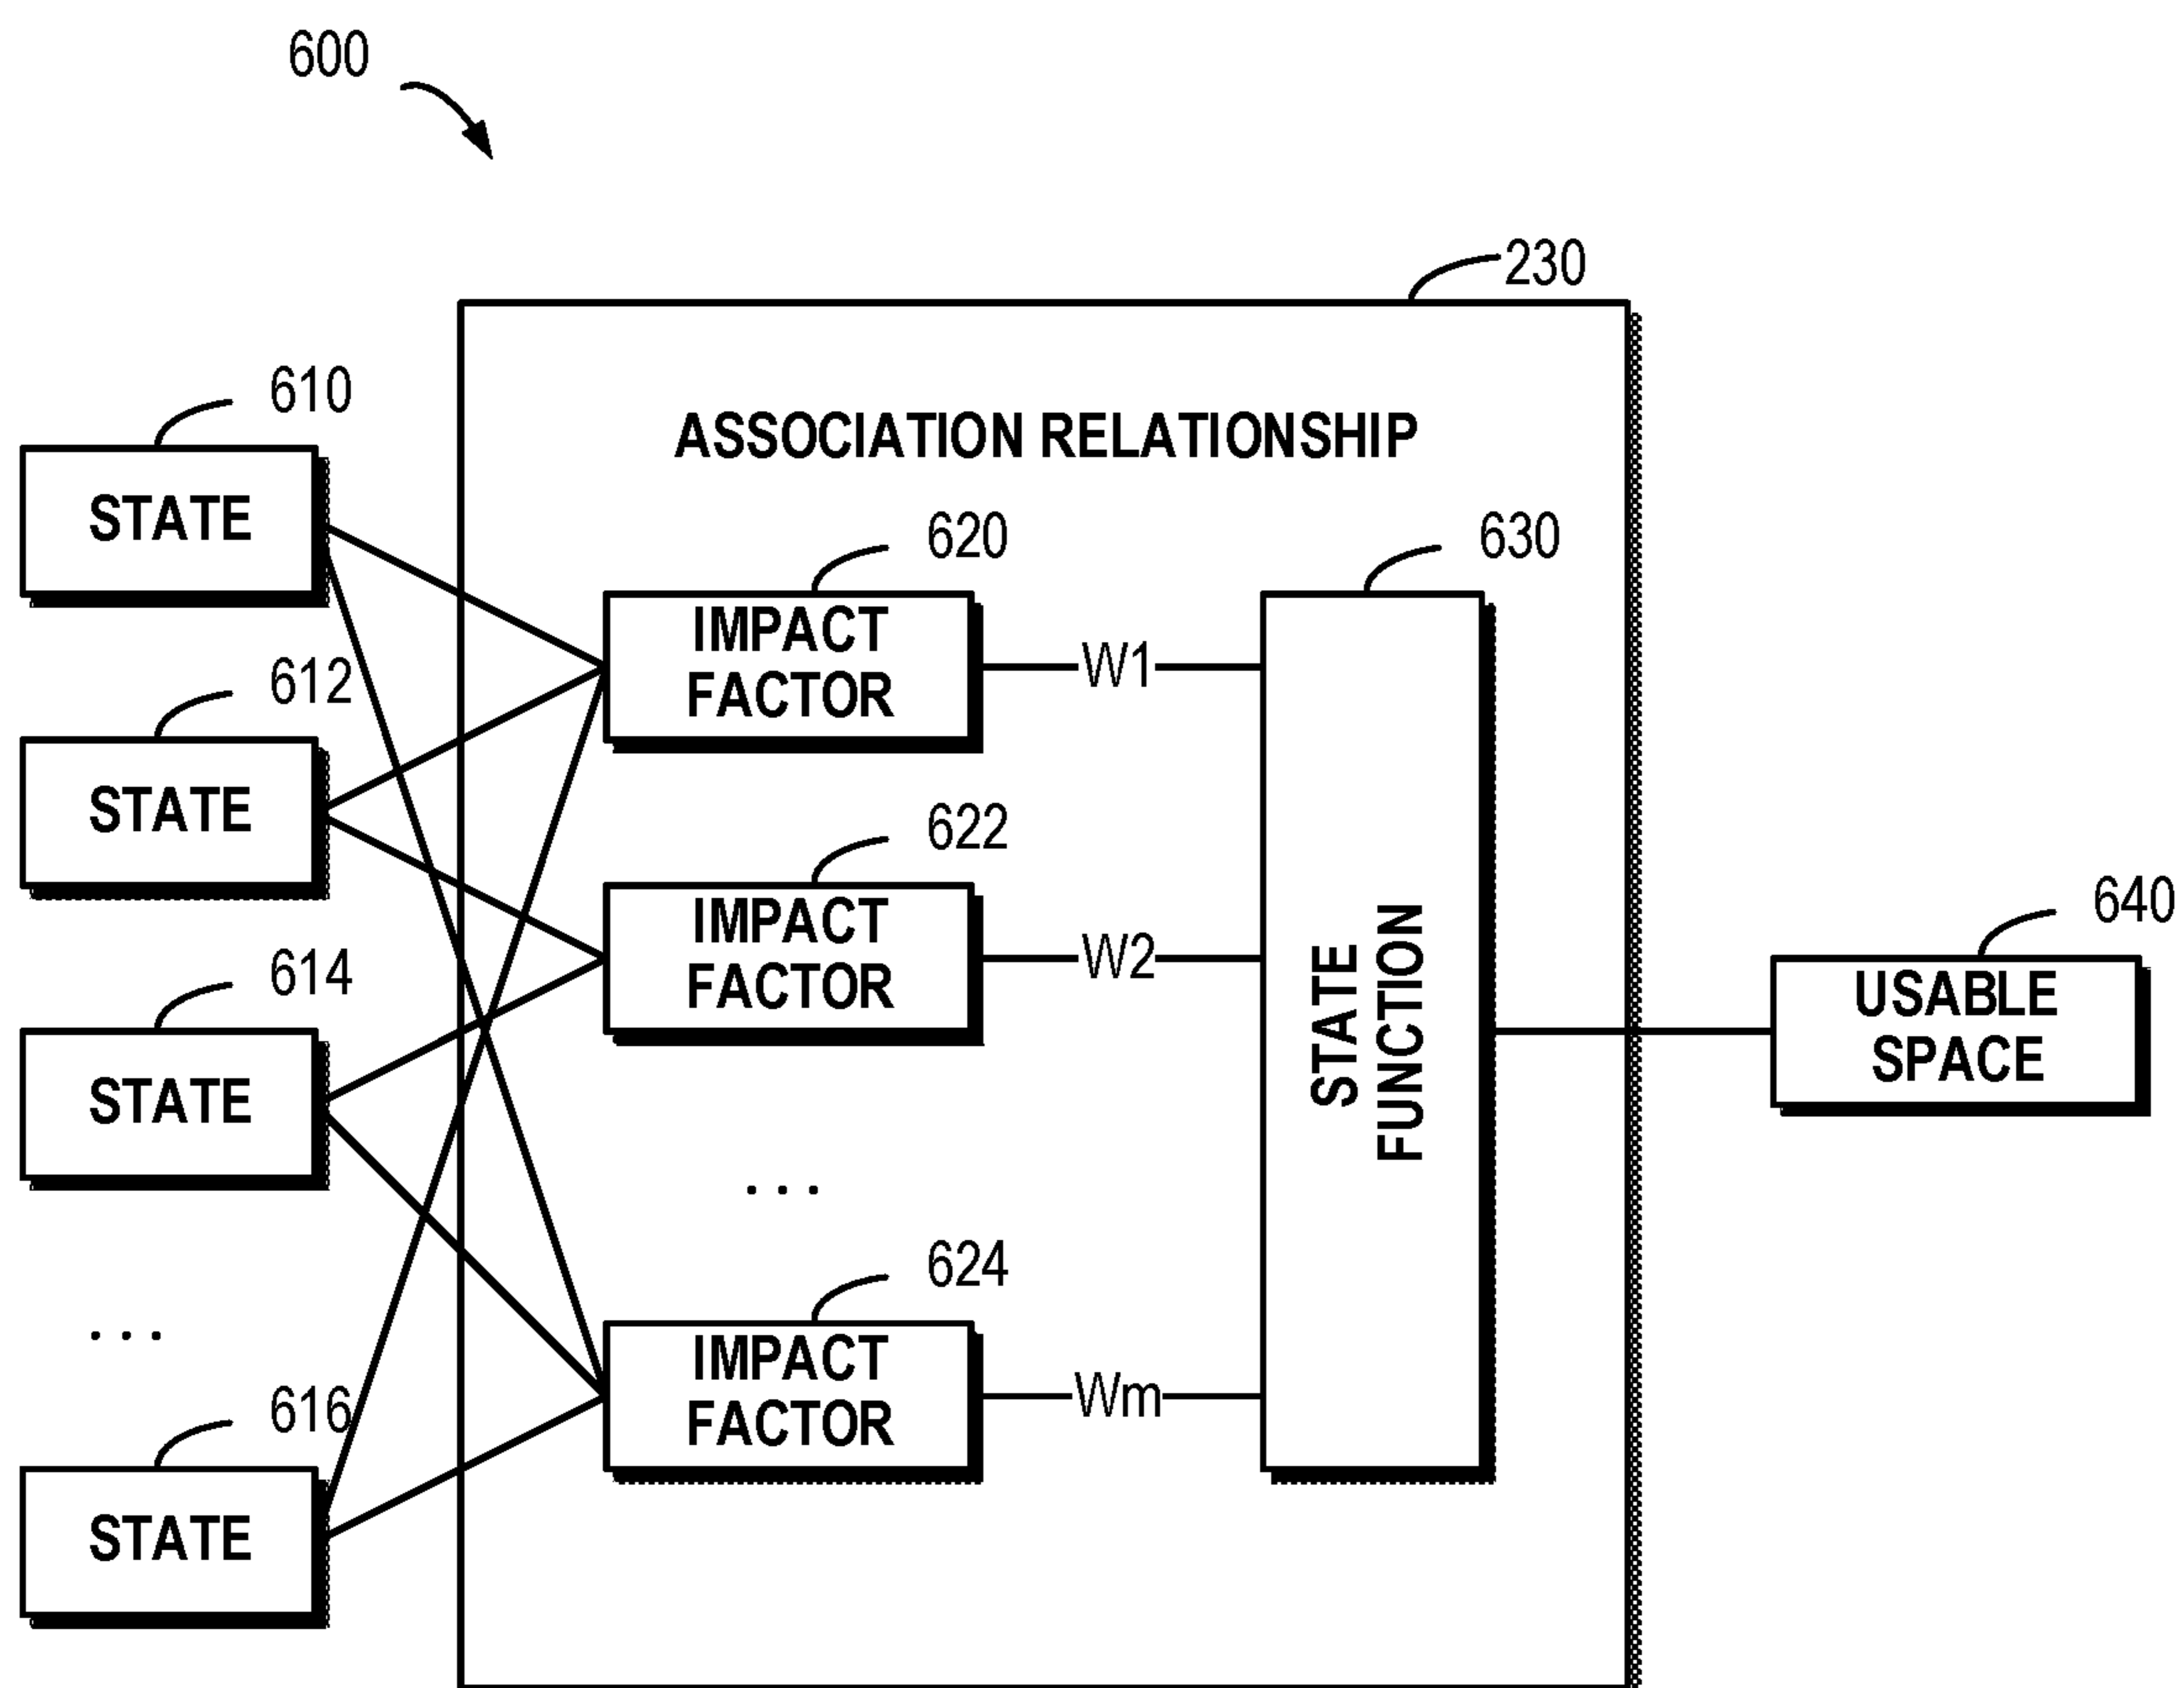 600
230
610
ASSOCIATION RELATIONSHIP
STATE
620
630
IMPACT
FACTOR
W1
612
STATE
622
IMPACT
FACTOR
W2
STATE
FUNCTION
640
USABLE
SPACE
614
STATE
...
624
IMPACT
FACTOR
Wm
...
616
STATE